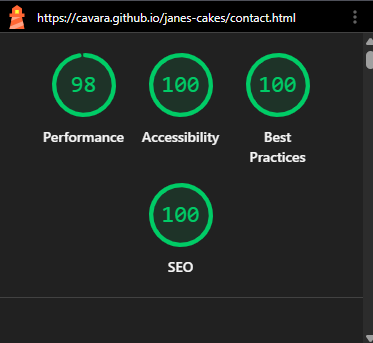 https://cavara.github.io/janes-cakes/contact.html
98 100 100
Performance Accessibility Best
Practices
100
SEO